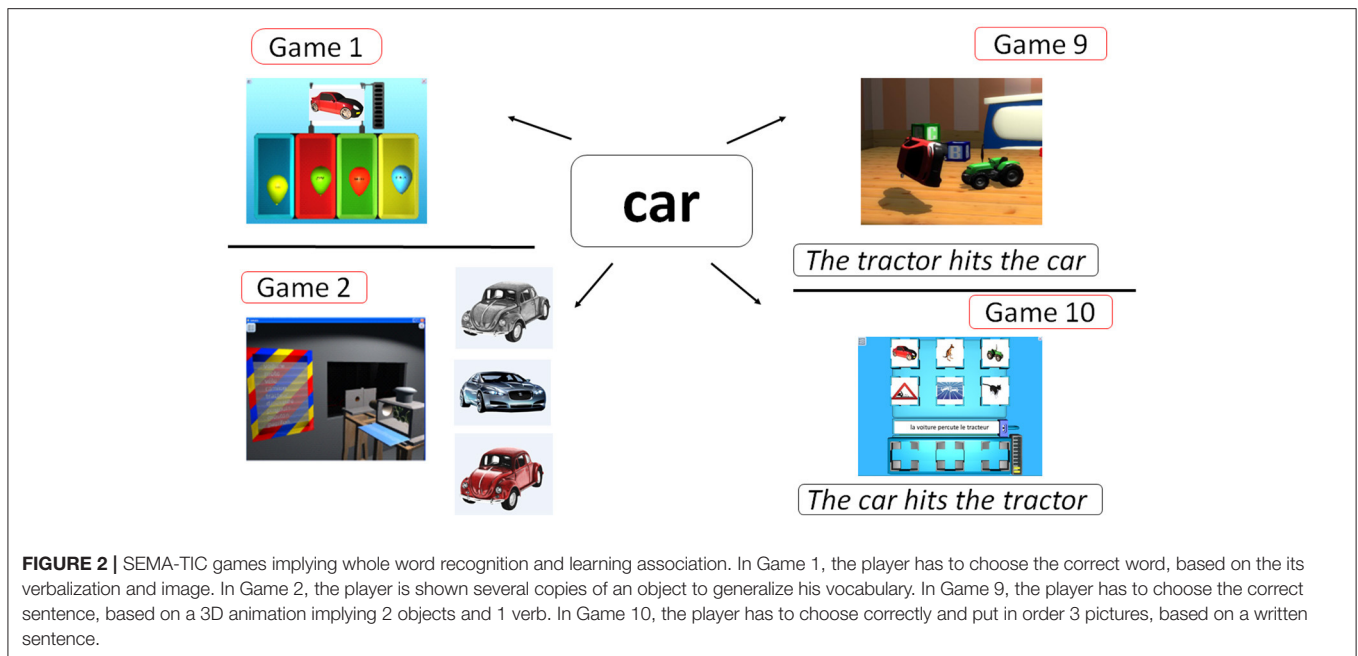 Game 1
Game 9
car
The tractor hits the car
Game 2
Game 10
la voiture percute le tracteur
The car hits the tractor
FIGURE 2 | SEMA-TIC games implying whole word recognition and learning association. In Game 1, the player has to choose the correct word, based on the its
verbalization and image. In Game 2, the player is shown several copies of an object to generalize his vocabulary. In Game 9, the player has to choose the correct
sentence, based on a 3D animation implying 2 objects and 1 verb. In Game 10, the player has to choose correctly and put in order 3 pictures, based on a written
sentence.